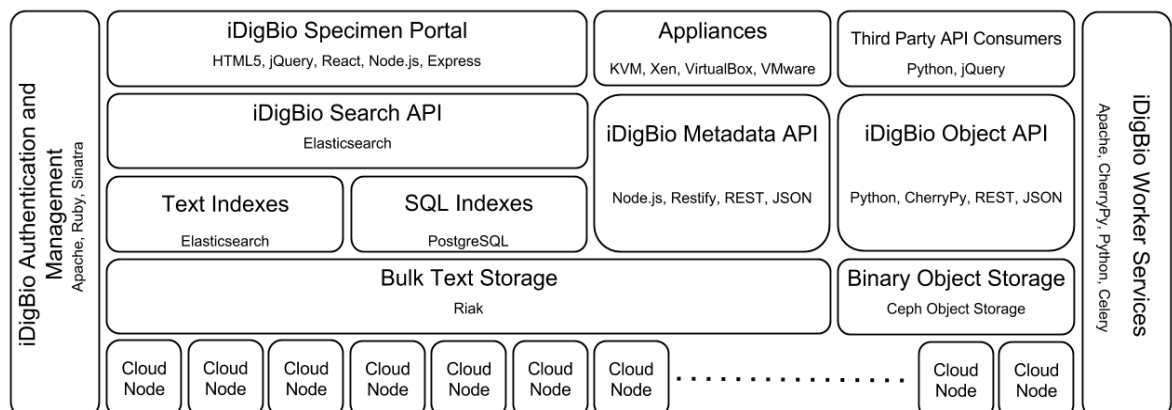 iDigBio Authentication and
Management
Apache, Ruby, Sinatra
iDigBio Specimen Portal
HTML5, jQuery, React, Node.js, Express
Appliances
KVM, Xen, VirtualBox, VMware
Third Party API Consumers
Python, jQuery
iDigBio Search API
Elasticsearch
iDigBio Metadata API
Node.js, Restify, REST, JSON
iDigBio Object API
Python, CherryPy, REST, JSON
Text Indexes
Elasticsearch
SQL Indexes
PostgreSQL
Bulk Text Storage
Riak
Binary Object Storage
Ceph Object Storage
Cloud
Node
Cloud
Node
Cloud
Node
Cloud
Node
Cloud
Node
Cloud
Node
Cloud
Node
Cloud
Node
Cloud
Node
iDigBio Worker Services
Apache, CherryPy, Python, Celery